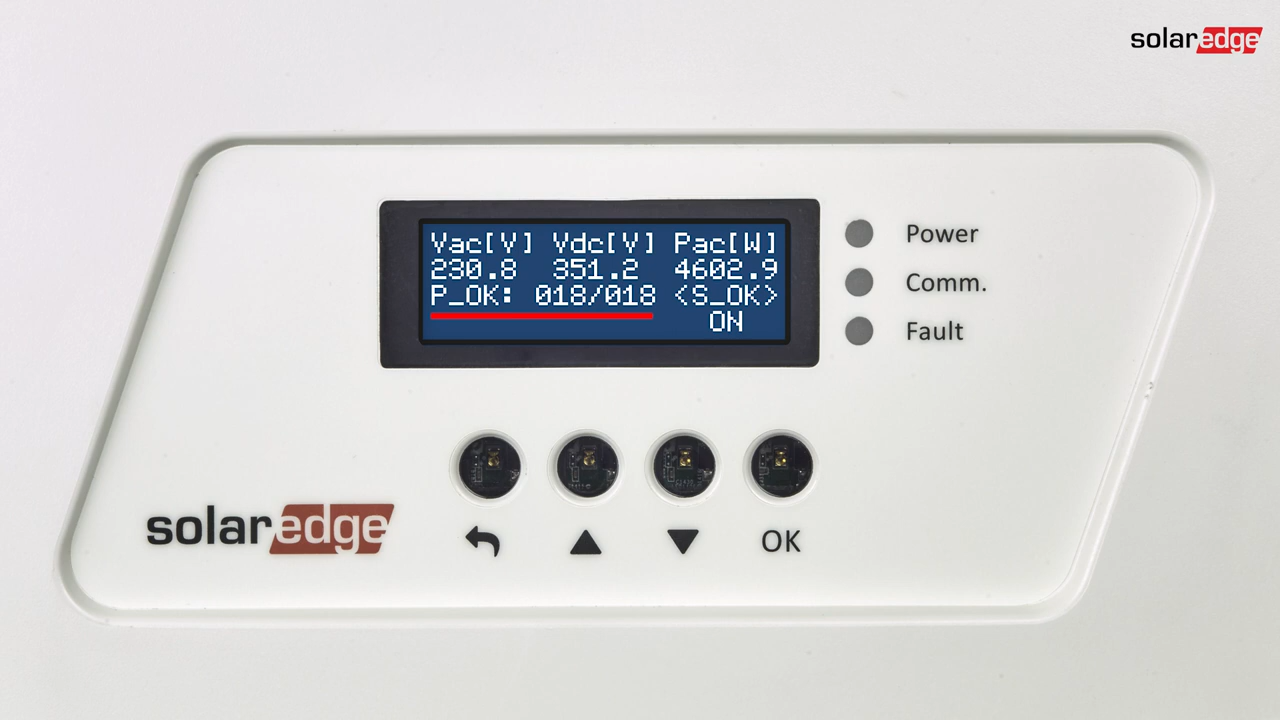 solaredge
Vac[V] Vdc[V] Pac[W]
230.8 351.2 4602.9
P_OK: 018/018 <S_OK>
ON
Power
Comm.
Fault
OK
solaredge